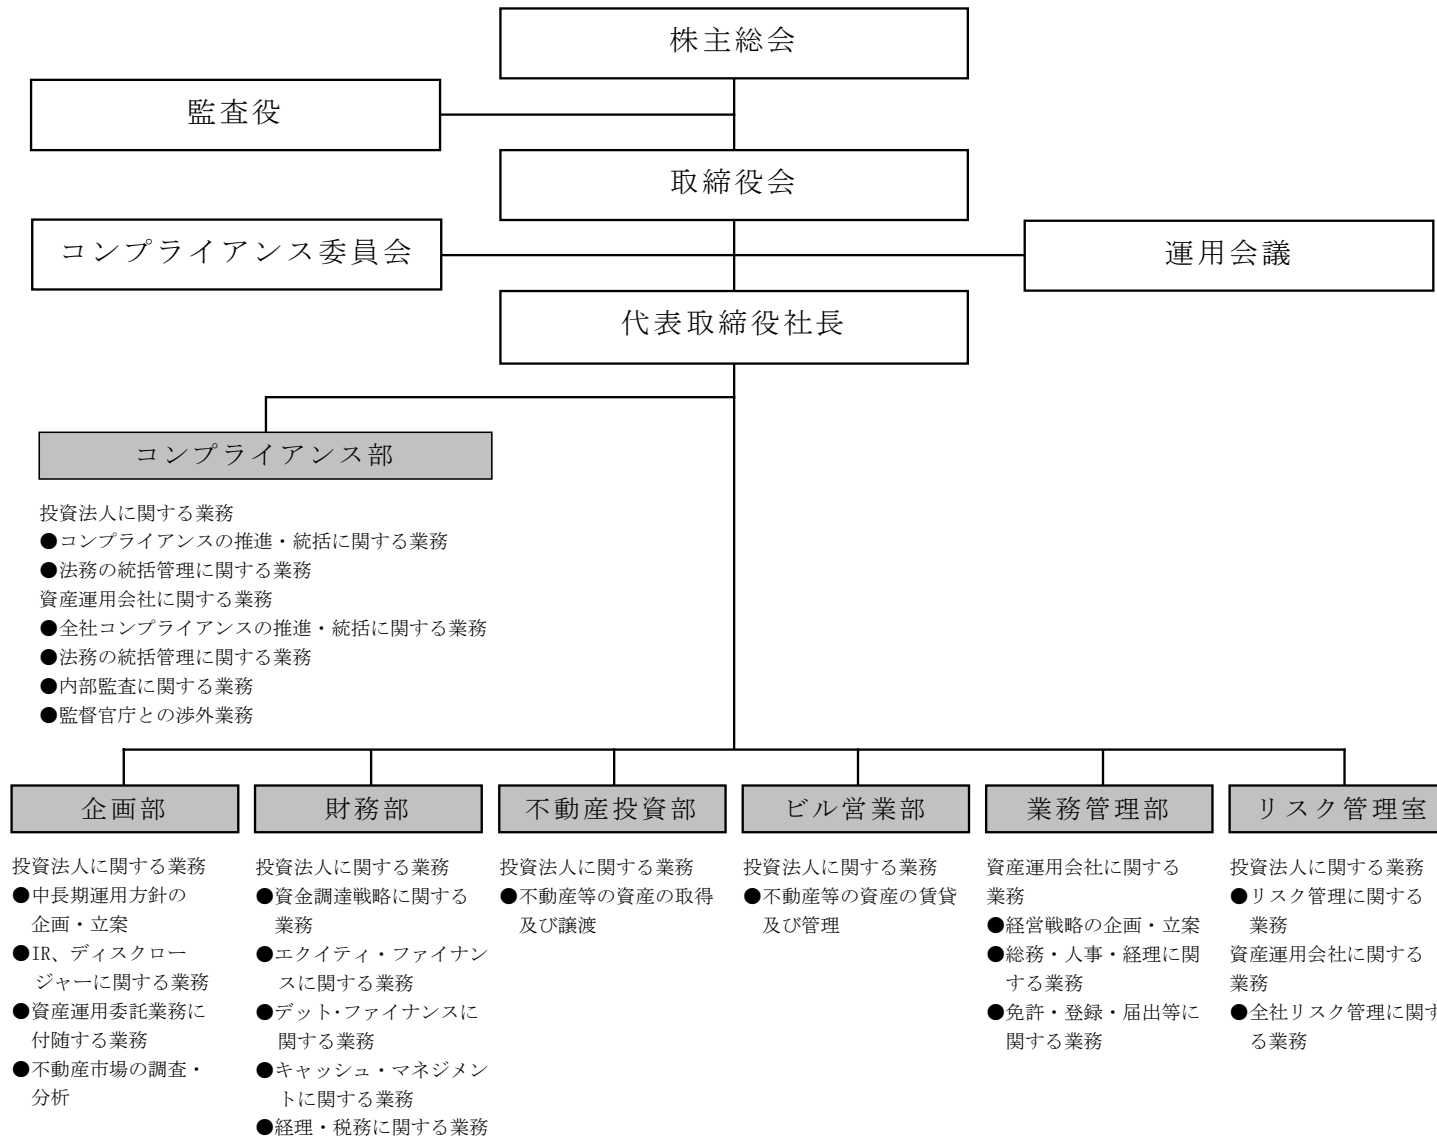 株主総会
監査役
取締役会
コンプライアンス委員会
運用会議
代表取締役社長
コンプライアンス部
投資法人に関する業務
●コンプライアンスの推進・統括に関する業務
●法務の統括管理に関する業務
資産運用会社に関する業務
●全社コンプライアンスの推進・統括に関する業務
●法務の統括管理に関する業務
●内部監査に関する業務
●監督官庁との渉外業務
企画部
投資法人に関する業務
●中長期運用方針の
企画・立案
●IR、ディスクロー
ジャーに関する業務
●資産運用委託業務に
付随する業務
●不動産市場の調査・
分析
財務部
投資法人に関する業務
●資金調達戦略に関する
業務
●エクイティ・ファイナン
スに関する業務
●デット・ファイナンスに
関する業務
●キャッシュ・マネジメン
トに関する業務
●経理・税務に関する業務
不動産投資部
投資法人に関する業務
●不動産等の資産の取得
及び譲渡
ビル営業部
投資法人に関する業務
●不動産等の資産の賃貸
及び管理
業務管理部
資産運用会社に関する
業務
●経営戦略の企画・立案
●総務・人事・経理に関
する業務
●免許・登録・届出等に
関する業務
リスク管理室
投資法人に関する業務
●リスク管理に関する
業務
資産運用会社に関する
業務
●全社リスク管理に関す
る業務